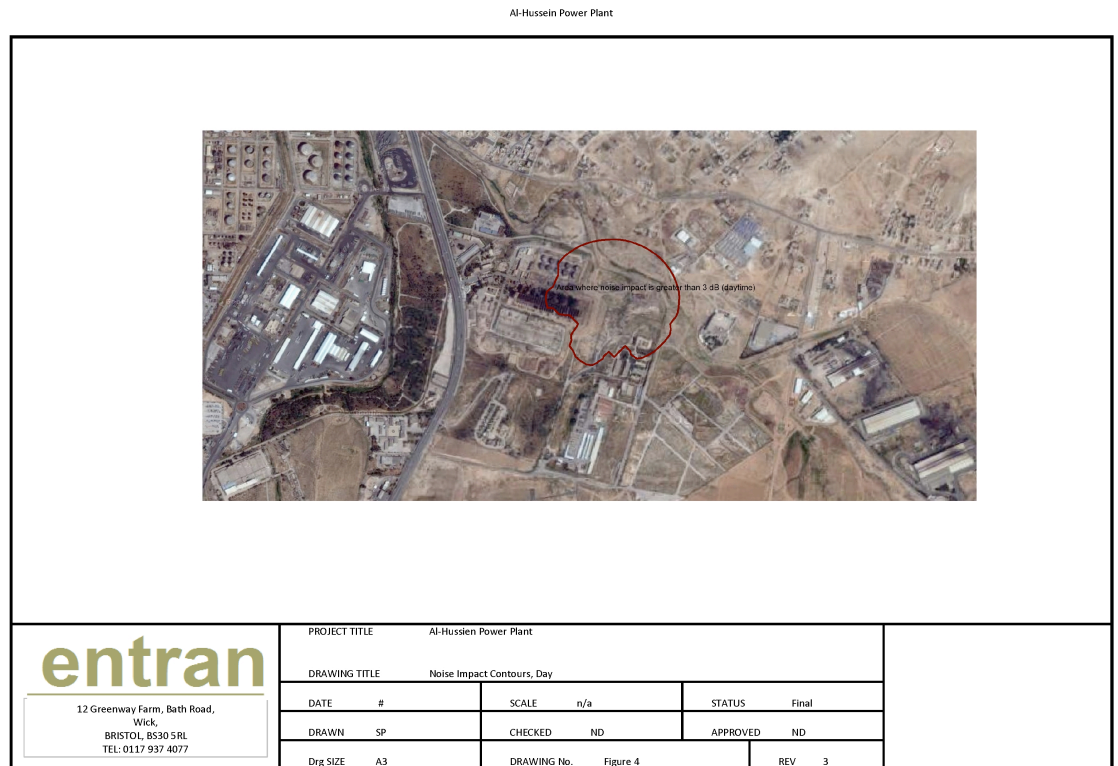 Al-Hussein Power Plant
Area where noise impact is greater than 3 dB (daytime)
entran
12 Greenway Farm, Bath Road,
Wick,
BRISTOL, BS30 5RL
TEL: 0117 937 4077
PROJECT TITLE Al-Hussien Power Plant
DRAWING TITLE Noise Impact Contours, Day
DATE # SCALE n/a STATUS Final
DRAWN SP CHECKED ND APPROVED ND
Drg SIZE A3 DRAWING No. Figure 4 REV 3